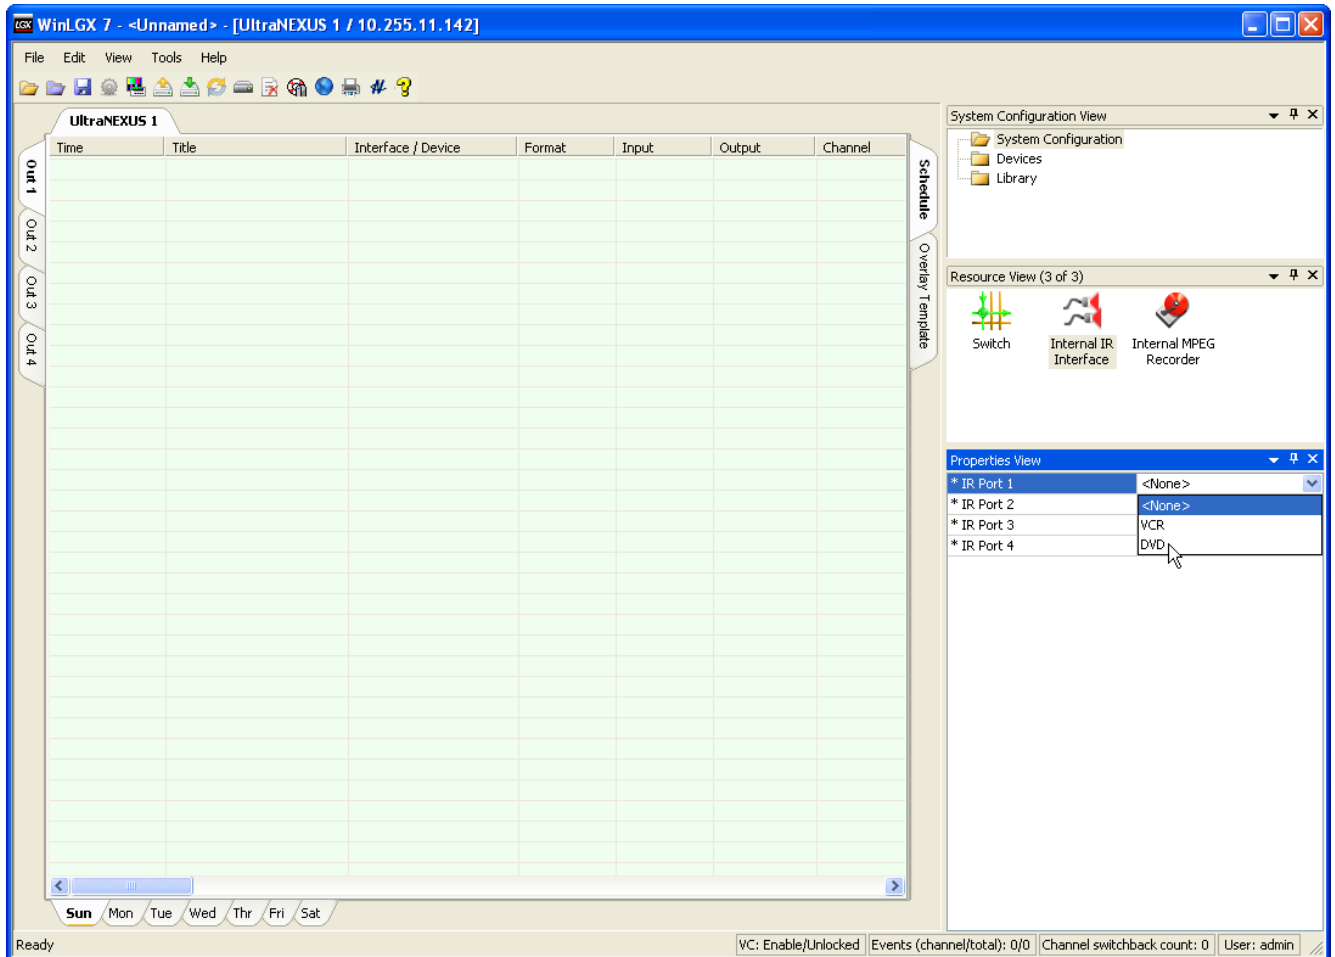 LGX WinLGX 7 - <Unnamed> - [UltraNEXUS 1 / 10.255.11.142]
File Edit View Tools Help
UltraNEXUS 1
Time Title Interface / Device Format Input Output Channel
Out 1
Out 2
Out 3
Out 4
Schedule
Overlay Template
Sun Mon Tue Wed Thr Fri Sat
System Configuration View
System Configuration
Devices
Library
Resource View (3 of 3)
Switch
Internal IR
Interface
Internal MPEG
Recorder
Properties View
* IR Port 1 <None>
* IR Port 2 <None>
* IR Port 3 VCR
* IR Port 4 DVD
Ready VC: Enable/Unlocked Events (channel/total): 0/0 Channel switchback count: 0 User: admin